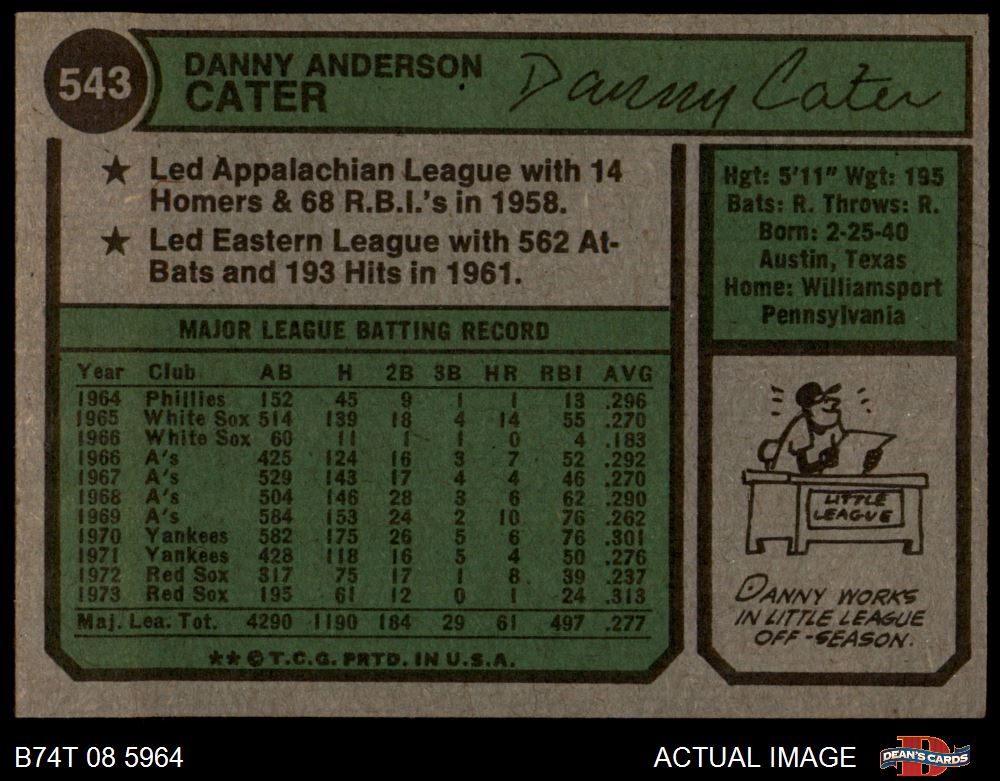 543
DANNY ANDERSON
CATER
Danny Cater
★ Led Appalachian League with 14
Homers & 68 R.B.I.'s in 1958.
★ Led Eastern League with 562 At-
Bats and 193 Hits in 1961.
Hgt: 5'11" Wgt: 195
Bats: R. Throws: R.
Born: 2-25-40
Austin, Texas
Home: Williamsport
Pennsylvania
MAJOR LEAGUE BATTING RECORD
Year Club AB H 2B 3B HR RBI AVG
1964 Phillies 152 45 9 1 1 13 .296
1965 White Sox 514 139 18 4 14 55 .270
1966 White Sox 60 11 1 1 0 4 .183
1966 A's 425 124 16 3 7 52 .292
1967 A's 529 143 17 4 4 46 .270
1968 A's 504 146 28 3 6 62 .290
1969 A's 584 153 24 2 10 76 .262
1970 Yankees 582 175 26 5 6 76 .301
1971 Yankees 428 118 16 5 4 50 .276
1972 Red Sox 317 75 17 1 8 39 .237
1973 Red Sox 195 61 12 0 1 24 .313
Maj. Lea. Tot. 4290 1190 184 29 61 497 .277
★★ © T.C.G. PRTD. IN U.S.A.
LITTLE
LEAGUE
DANNY WORKS
IN LITTLE LEAGUE
OFF-SEASON.
B74T 08 5964
ACTUAL IMAGE
DEAN'S CARDS